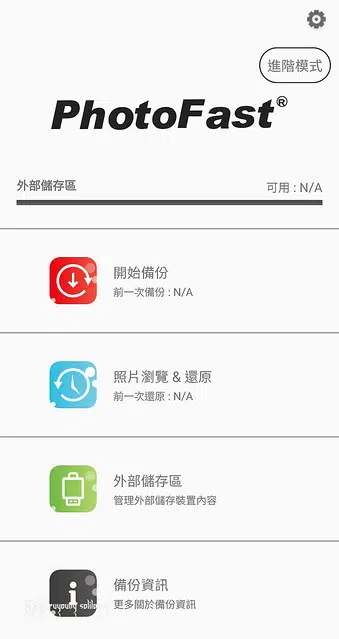 進階模式
PhotoFast®
外部儲存區 可用 : N/A
開始備份
前一次備份 : N/A
照片瀏覽 & 還原
前一次還原 : N/A
外部儲存區
管理外部儲存裝置內容
備份資訊
更多關於備份資訊